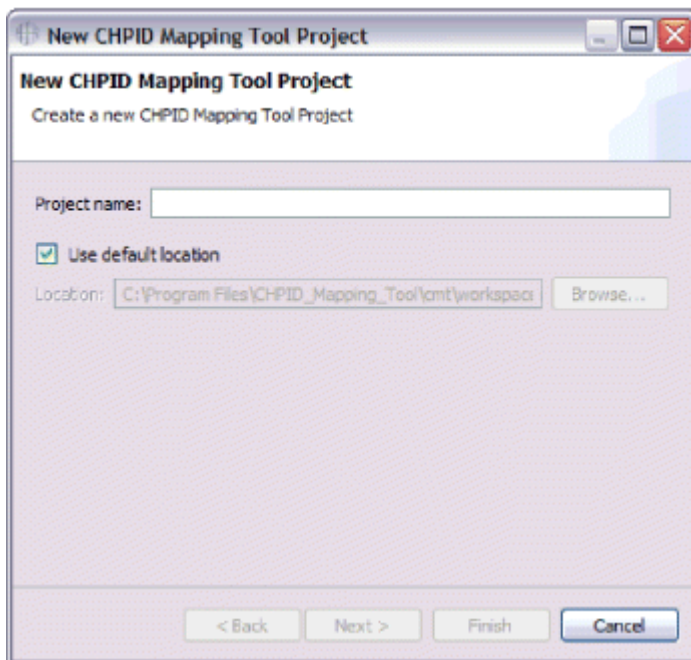 New CHPID Mapping Tool Project
New CHPID Mapping Tool Project
Create a new CHPID Mapping Tool Project
Project name:
Use default location
Location: C:\Program Files\CHPID_Mapping_Tool\cmt\workspace Browse...
< Back Next > Finish Cancel